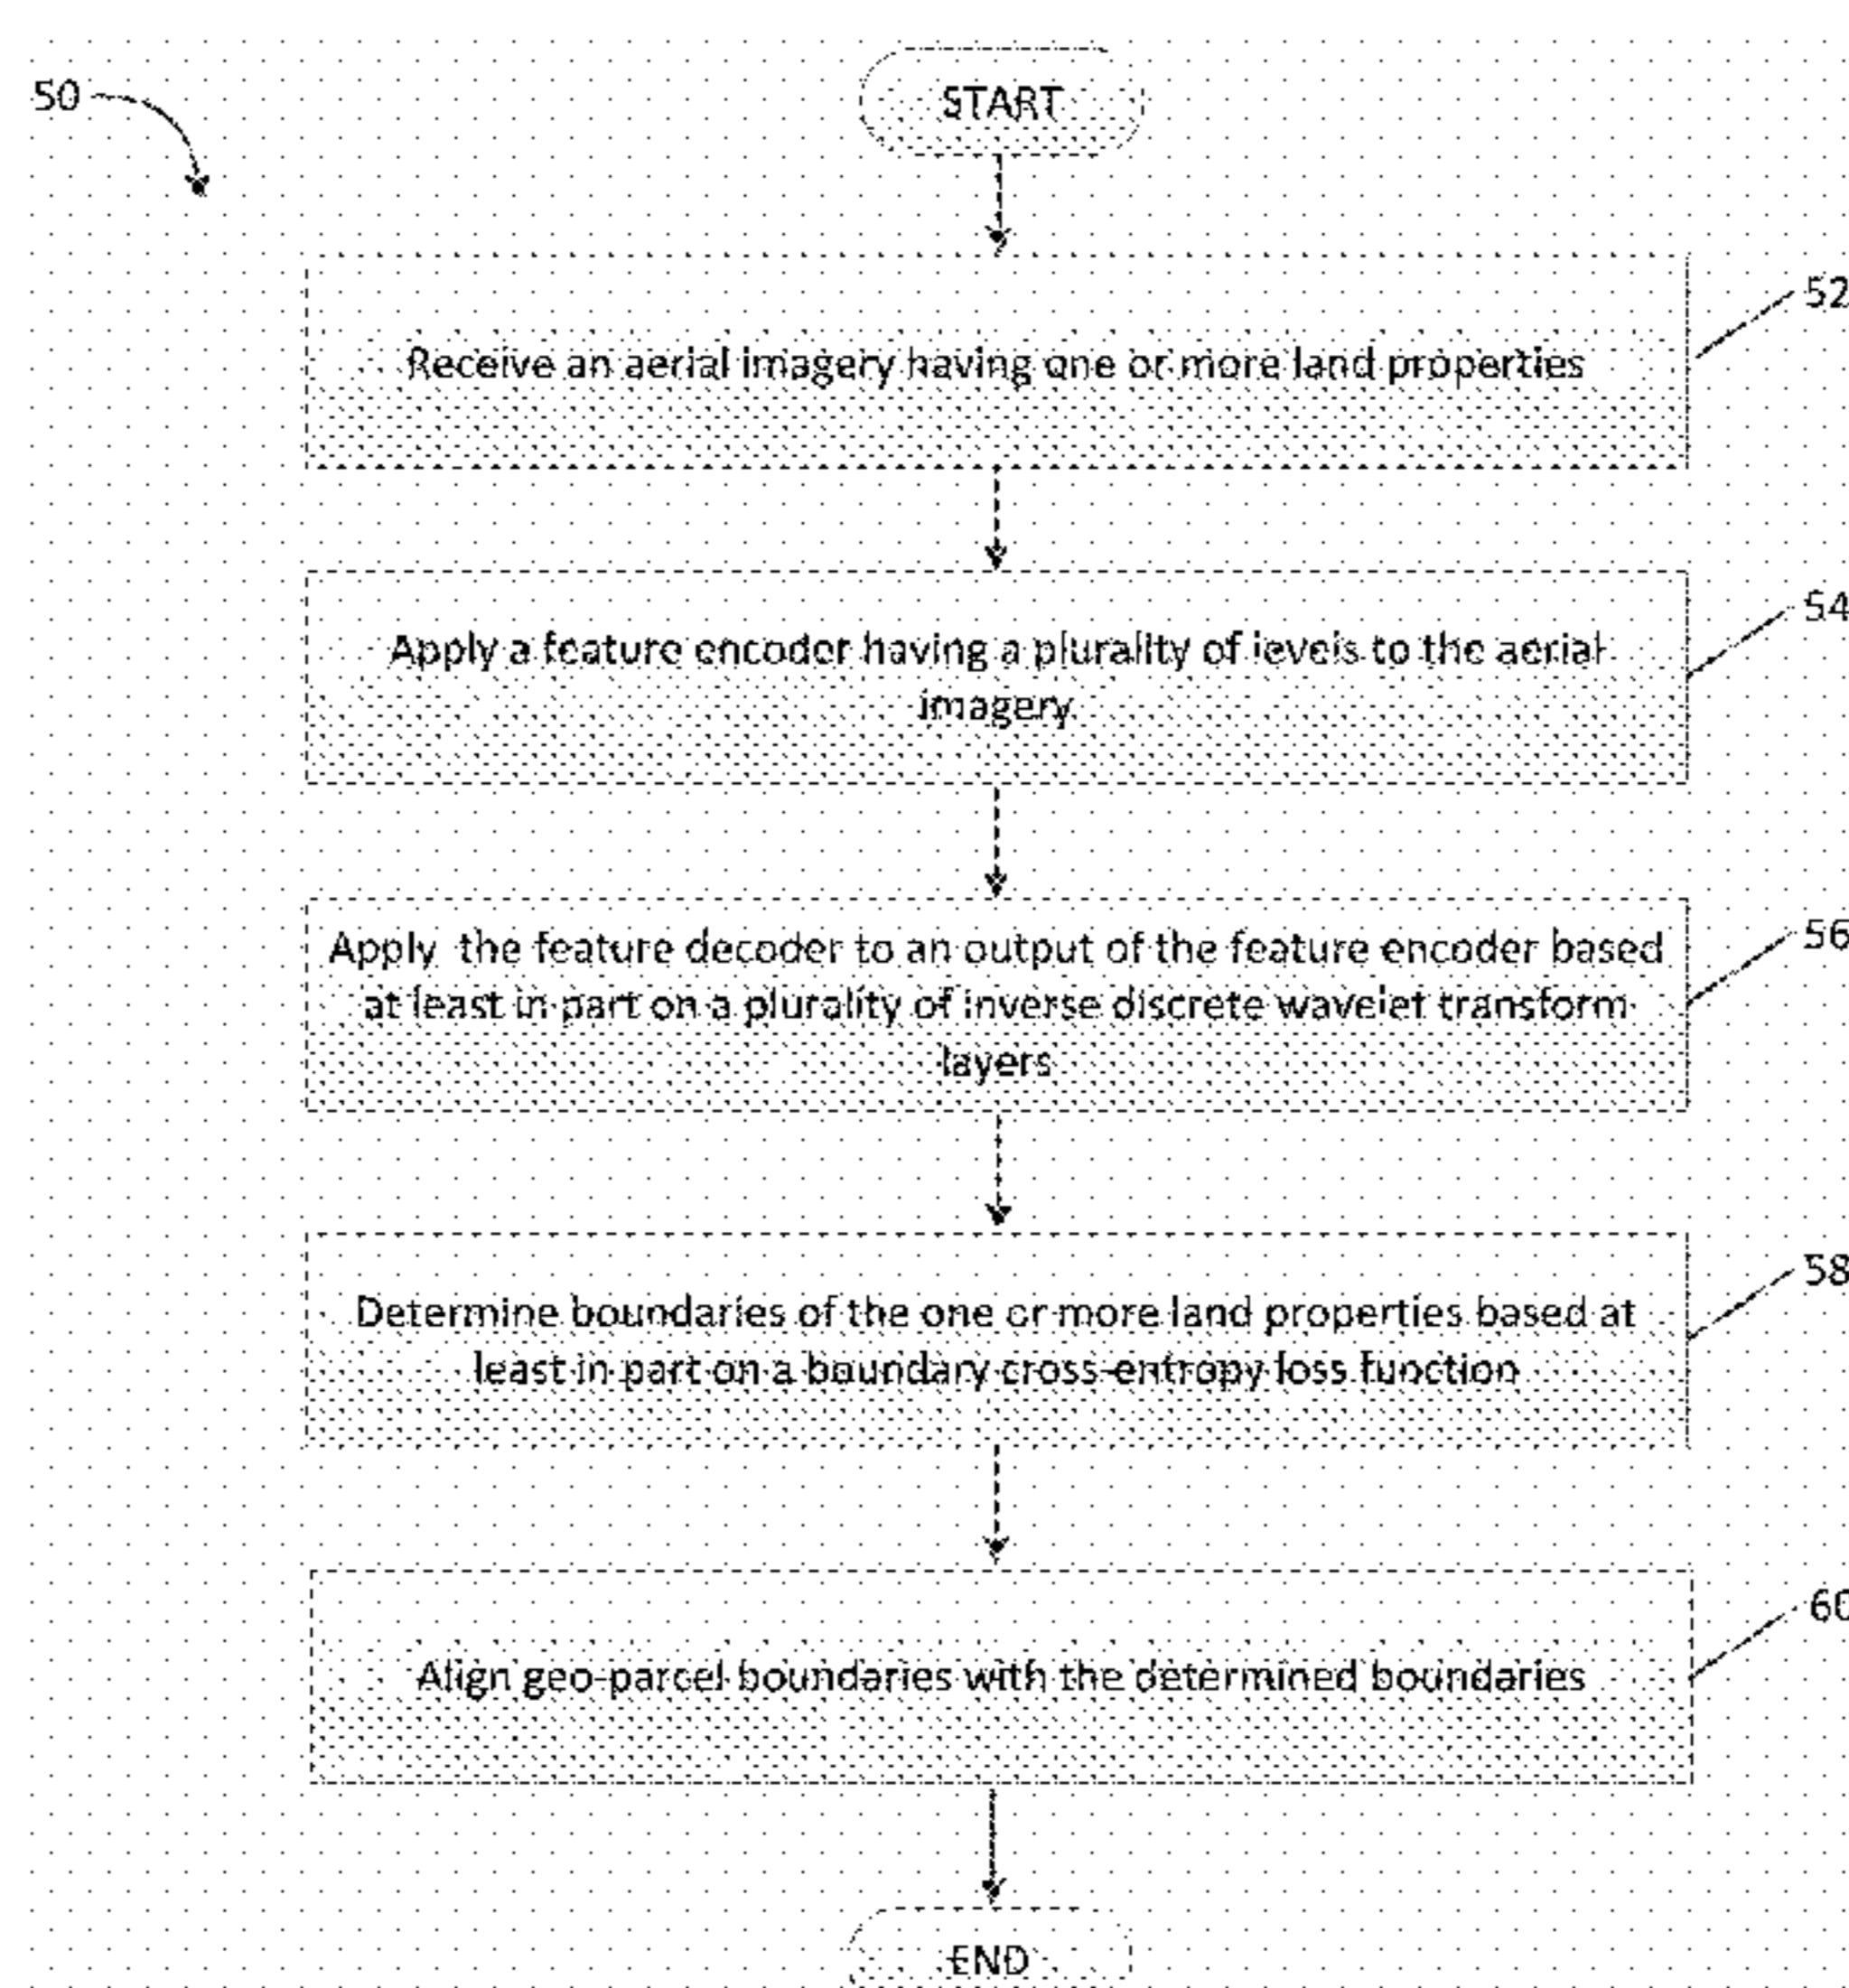 50
START
52
Receive an aerial imagery having one or more land properties
54
Apply a feature encoder having a plurality of levels to the aerial
imagery
56
Apply the feature decoder to an output of the feature encoder based
at least in part on a plurality of inverse discrete wavelet transform
layers
58
Determine boundaries of the one or more land properties based at
least in part on a boundary cross-entropy loss function
60
Align geo-parcel boundaries with the determined boundaries
END